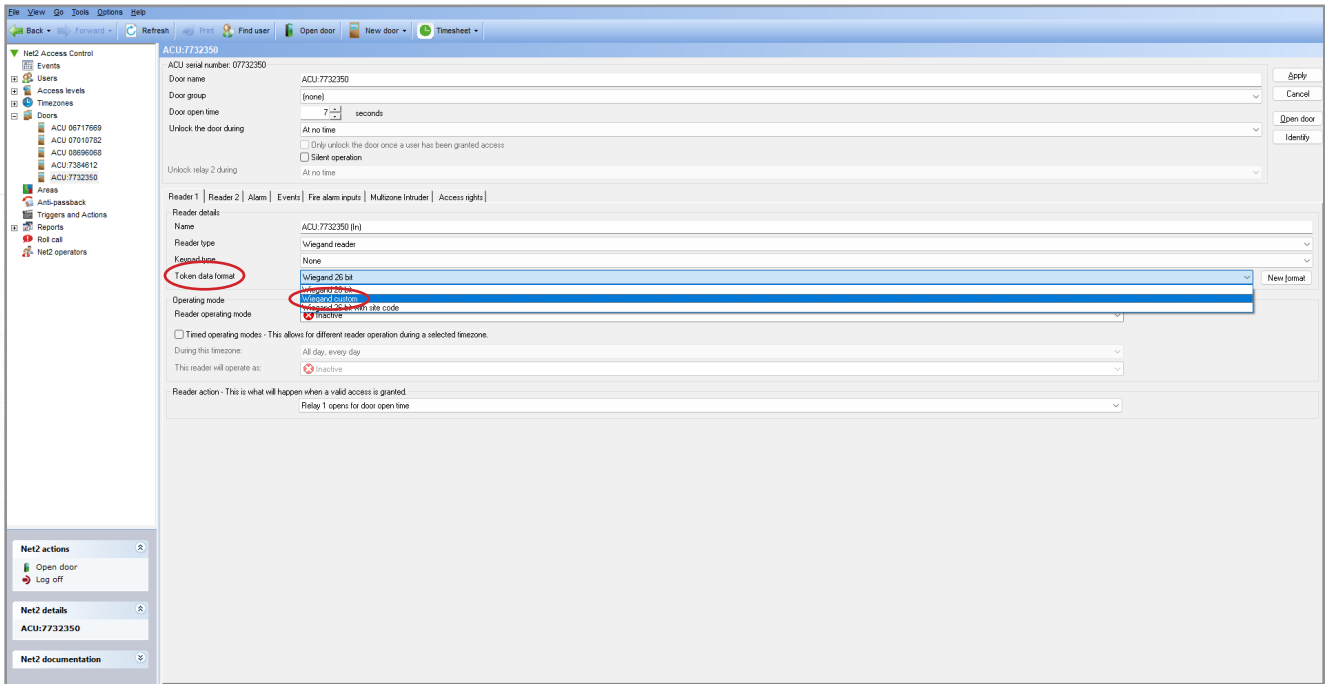 File View Go Tools Options Help
Back Forward Refresh Print Find user Open door New door Timesheet
Net2 Access Control
Events
Users
Access levels
Timezones
Doors
ACU 06717669
ACU 07010782
ACU 08696068
ACU:7384612
ACU:7732350
Areas
Anti-passback
Triggers and Actions
Reports
Roll call
Net2 operators
Net2 actions
Open door
Log off
Net2 details
ACU:7732350
Net2 documentation
ACU:7732350
ACU serial number: 07732350
Door name ACU:7732350
Door group (none)
Door open time 7 seconds
Unlock the door during At no time
Only unlock the door once a user has been granted access
Silent operation
Unlock relay 2 during At no time
Apply
Cancel
Open door
Identify
Reader 1 Reader 2 Alarm Events Fire alarm inputs Multizone Intruder Access rights
Reader details
Name ACU:7732350 (In)
Reader type Wiegand reader
Keypad type None
Token data format Wiegand 26 bit New format
Wiegand 26 bit
Wiegand custom
Wiegand 26 bit with site code
Operating mode
Reader operating mode Inactive
Timed operating modes - This allows for different reader operation during a selected timezone.
During this timezone: All day, every day
This reader will operate as: Inactive
Reader action - This is what will happen when a valid access is granted.
Relay 1 opens for door open time